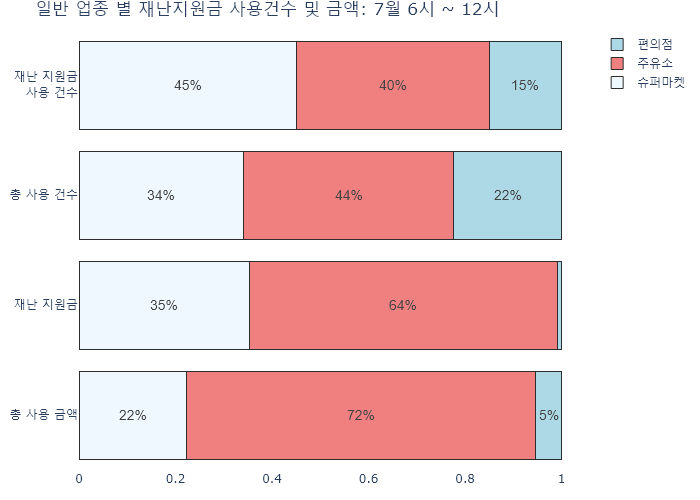 일반 업종 별 재난지원금 사용건수 및 금액: 7월 6시 ~ 12시
편의점
주유소
슈퍼마켓
재난 지원금
사용 건수
45%
40%
15%
총 사용 건수
34%
44%
22%
재난 지원금
35%
64%
총 사용 금액
22%
72%
5%
0
0.2
0.4
0.6
0.8
1